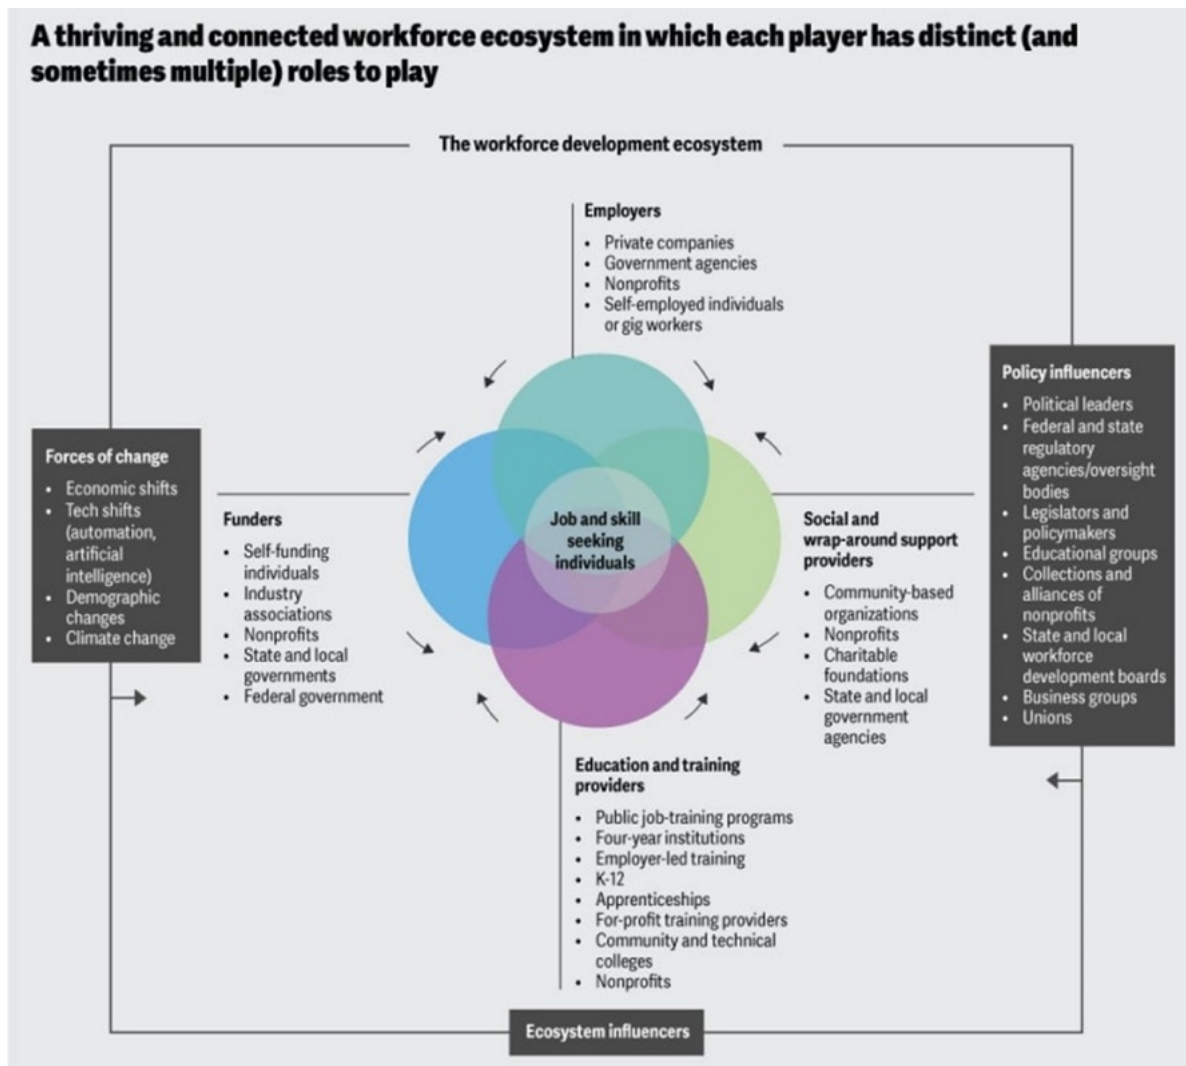 A thriving and connected workforce ecosystem in which each player has distinct (and
sometimes multiple) roles to play
The workforce development ecosystem
Employers
• Private companies
• Government agencies
• Nonprofits
• Self-employed individuals
or gig workers
Policy influencers
• Political leaders
• Federal and state
regulatory
agencies/oversight
bodies
• Legislators and
policymakers
• Educational groups
• Collections and
alliances of
nonprofits
• State and local
workforce
development boards
• Business groups
• Unions
Forces of change
• Economic shifts
• Tech shifts
(automation,
artificial
intelligence)
• Demographic
changes
• Climate change
Funders
• Self-funding
individuals
• Industry
associations
• Nonprofits
• State and local
governments
• Federal government
Job and skill
seeking
individuals
Social and
wrap-around support
providers
• Community-based
organizations
• Nonprofits
• Charitable
foundations
• State and local
government
agencies
Education and training
providers
• Public job-training programs
• Four-year institutions
• Employer-led training
• K-12
• Apprenticeships
• For-profit training providers
• Community and technical
colleges
• Nonprofits
Ecosystem influencers